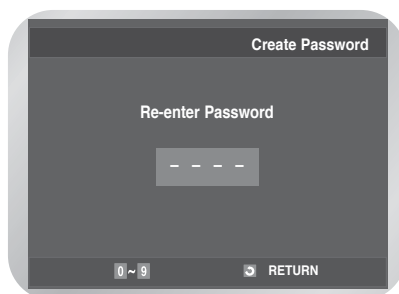 Create Password
Re-enter Password
– – – –
0 ~ 9 RETURN